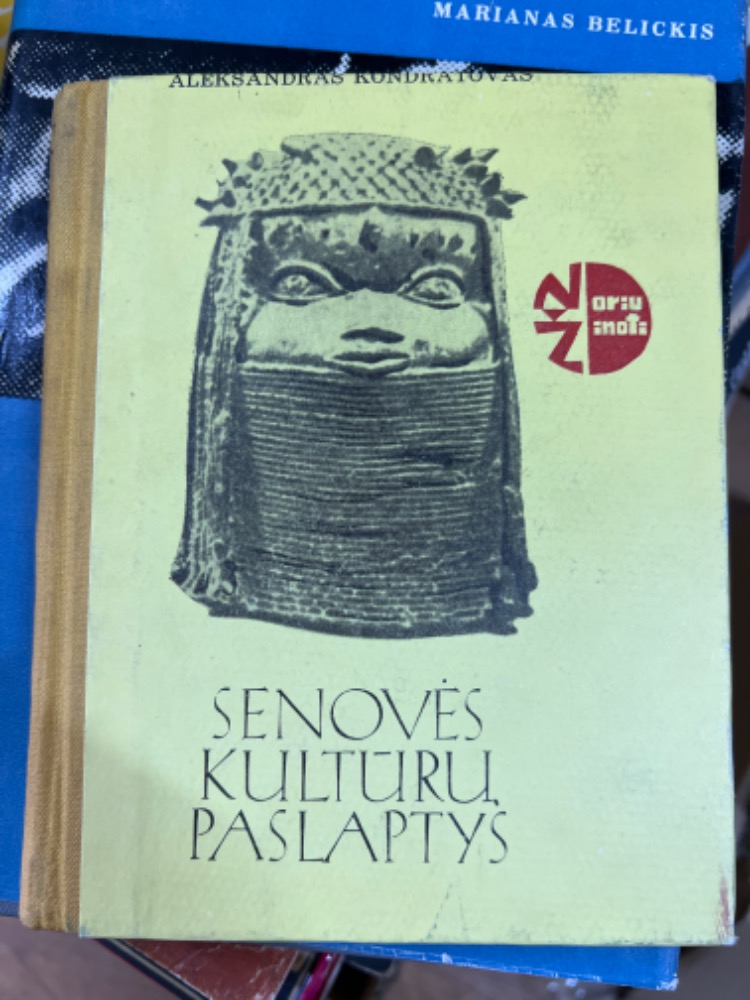 MARIANAS BELICKIS
ALEKSANDRAS KONDRATOVAS
Noriu
Žinoti
SENOVĖS
KULTŪRŲ
PASLAPTYS